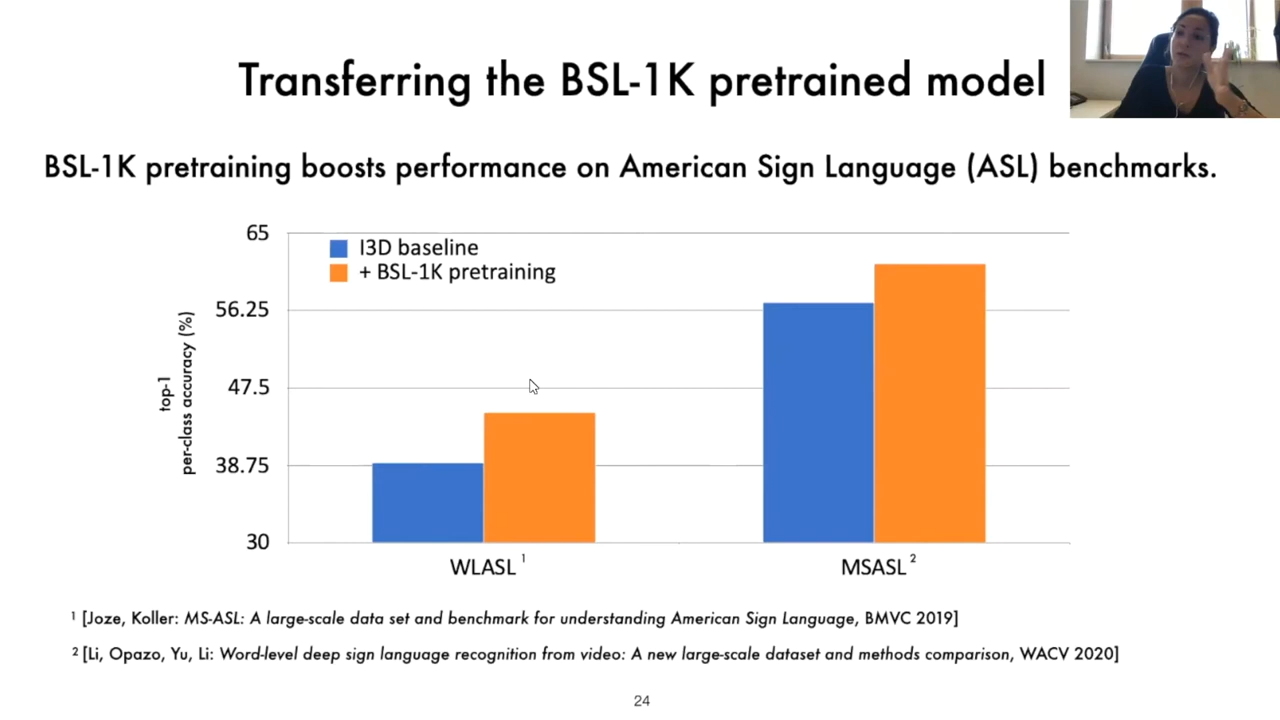 Transferring the BSL-1K pretrained model
BSL-1K pretraining boosts performance on American Sign Language (ASL) benchmarks.
65
I3D baseline
+ BSL-1K pretraining
56.25
47.5
38.75
30
top-1
per-class accuracy (%)
WLASL ¹
MSASL ²
¹ [Joze, Koller: MS-ASL: A large-scale data set and benchmark for understanding American Sign Language, BMVC 2019]
² [Li, Opazo, Yu, Li: Word-level deep sign language recognition from video: A new large-scale dataset and methods comparison, WACV 2020]
24